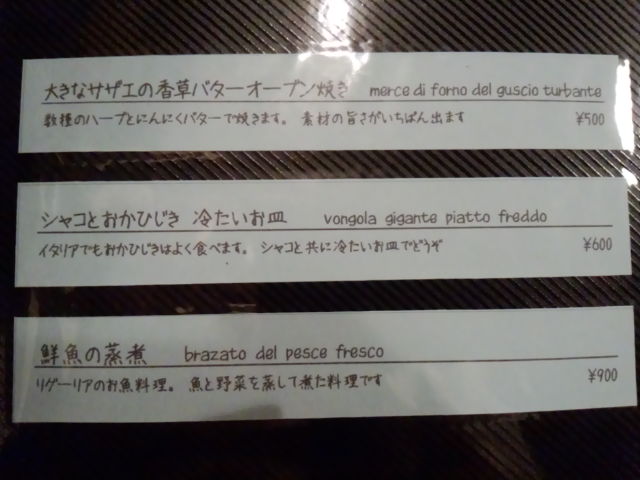 大きなサザエの香草バターオーブン焼き merce di forno del guscio turbante
数種のハーブとにんにくバターで焼きます。 素材の旨さがいちばん出ます ¥500
シャコとおかひじき 冷たいお皿 vongola gigante piatto freddo
イタリアでもおかひじきはよく食べます。 シャコと共に冷たいお皿でどうぞ ¥600
鮮魚の蒸煮 brazato del pesce fresco
リグーリアのお魚料理。 魚と野菜を蒸して煮た料理です ¥900